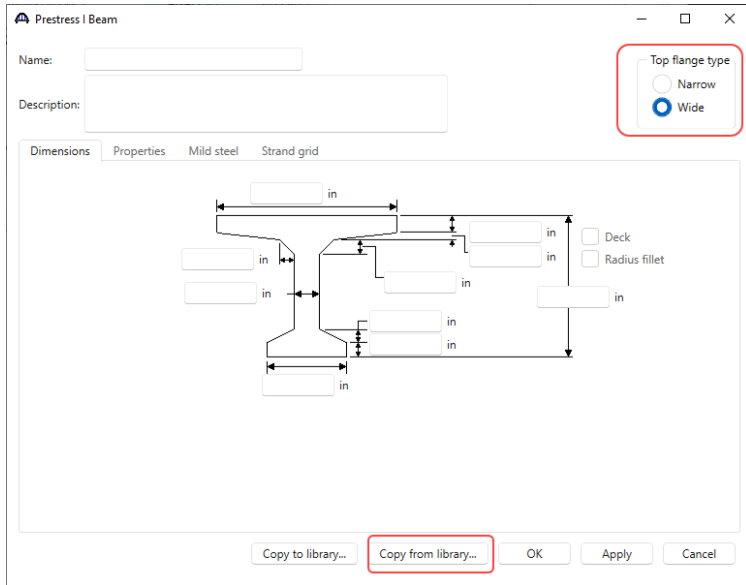 Prestress I Beam
Name:
Top flange type
Narrow
Wide
Description:
Dimensions Properties Mild steel Strand grid
in
in
Deck
in
in
Radius fillet
in
in
in
in
in
in
Copy to library... Copy from library... OK Apply Cancel